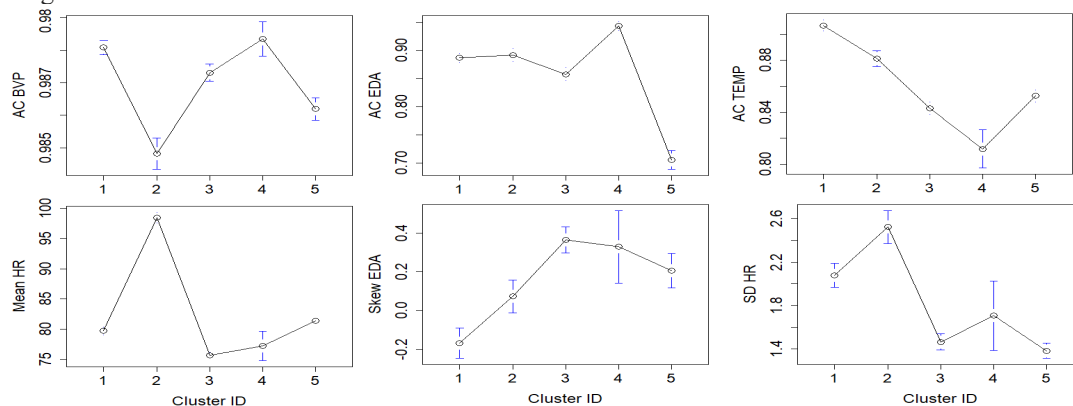 AC BVP
0.985 0.987 0.98
1 2 3 4 5
AC EDA
0.70 0.80 0.90
1 2 3 4 5
AC TEMP
0.80 0.84 0.88
1 2 3 4 5
Mean HR
75 80 85 90 95 100
1 2 3 4 5
Cluster ID
Skew EDA
-0.2 0.0 0.2 0.4
1 2 3 4 5
Cluster ID
SD HR
1.4 1.8 2.2 2.6
1 2 3 4 5
Cluster ID